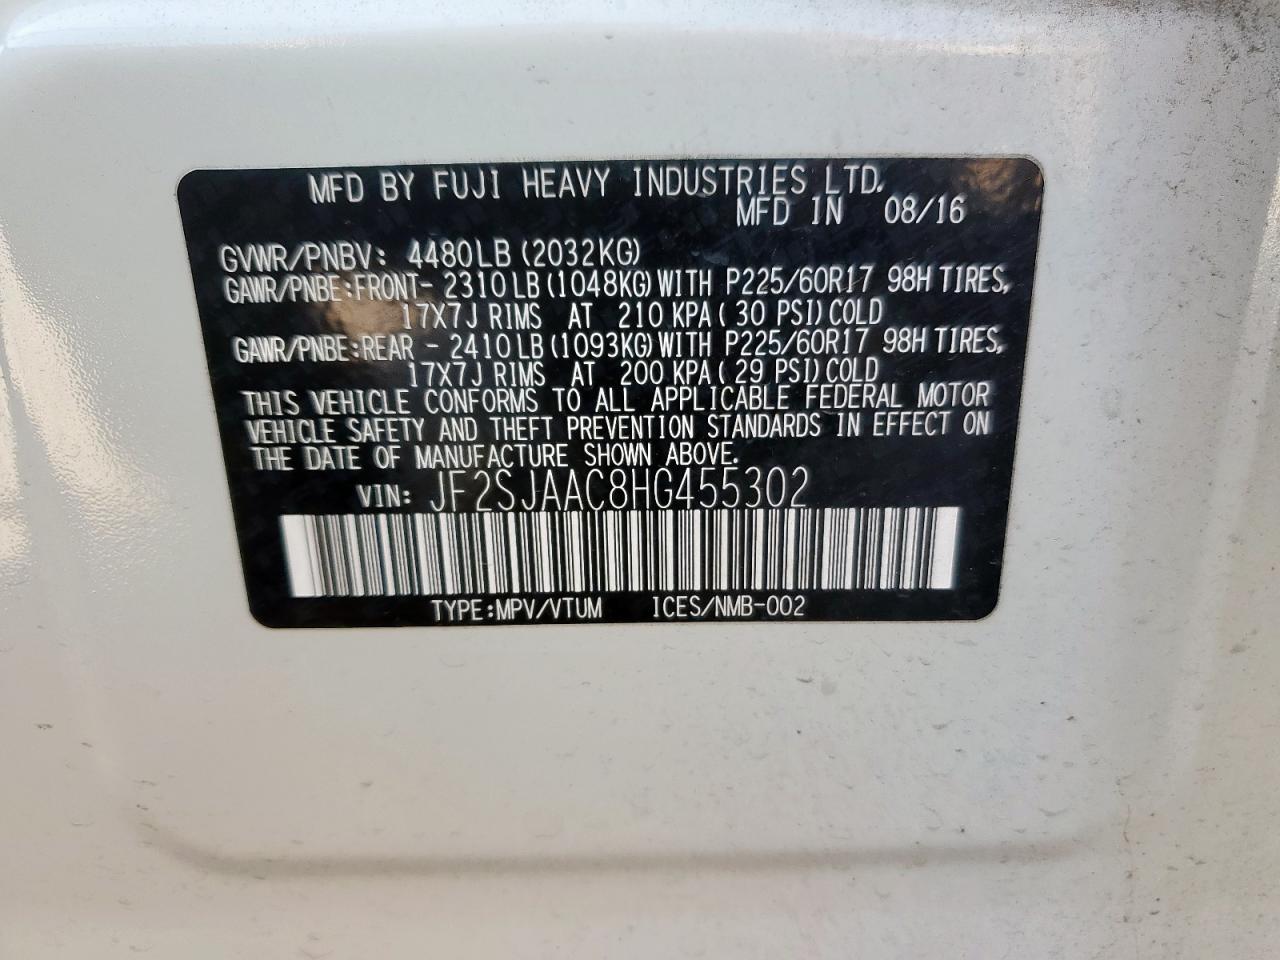 MFD BY FUJI HEAVY INDUSTRIES LTD.
MFD IN 08/16
GVWR/PNBV: 4480LB (2032KG)
GAWR/PNBE:FRONT- 2310 LB (1048KG) WITH P225/60R17 98H TIRES,
17X7J RIMS AT 210 KPA ( 30 PSI) COLD
GAWR/PNBE:REAR - 2410 LB (1093KG) WITH P225/60R17 98H TIRES,
17X7J RIMS AT 200 KPA ( 29 PSI) COLD
THIS VEHICLE CONFORMS TO ALL APPLICABLE FEDERAL MOTOR
VEHICLE SAFETY AND THEFT PREVENTION STANDARDS IN EFFECT ON
THE DATE OF MANUFACTURE SHOWN ABOVE.
VIN: JF2SJAAC8HG455302
TYPE:MPV/VTUM ICES/NMB-002